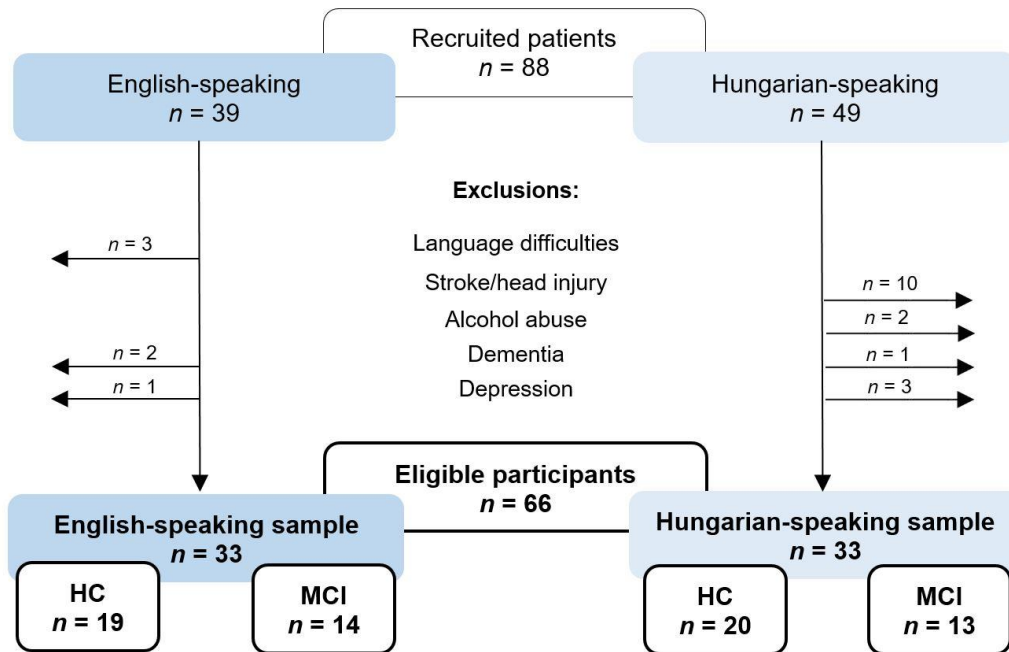 Recruited patients
n = 88
English-speaking
n = 39
Hungarian-speaking
n = 49
Exclusions:
n = 3
Language difficulties
Stroke/head injury
n = 10
Alcohol abuse
n = 2
n = 2
Dementia
n = 1
n = 1
Depression
n = 3
Eligible participants
n = 66
English-speaking sample
n = 33
Hungarian-speaking sample
n = 33
HC
n = 19
MCI
n = 14
HC
n = 20
MCI
n = 13